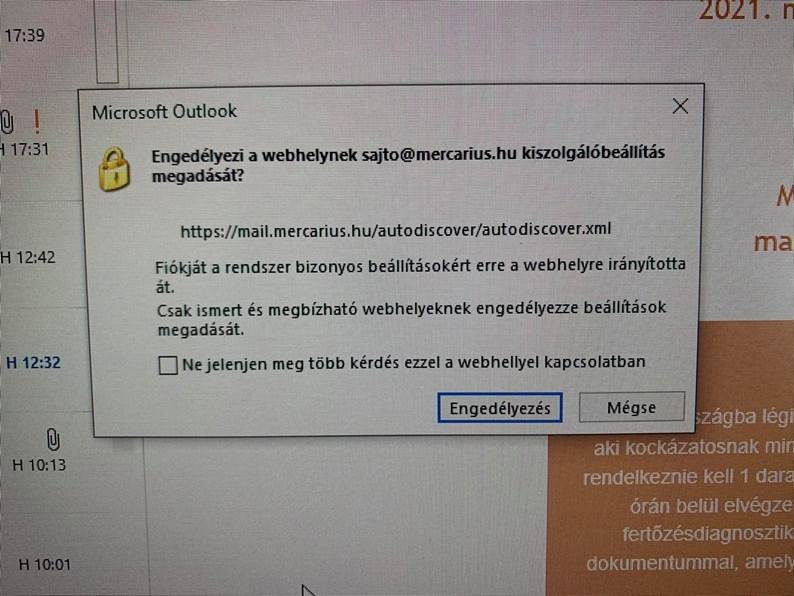 17:39
2021.
Microsoft Outlook
!
17:31
Engedélyezi a webhelynek sajto@mercarius.hu kiszolgálóbeállítás
megadását?
https://mail.mercarius.hu/autodiscover/autodiscover.xml
H 12:42
ma
Fiókját a rendszer bizonyos beállításokért erre a webhelyre irányította
át.
Csak ismert és megbízható webhelyeknek engedélyezze beállítások
megadását.
H 12:32
Ne jelenjen meg több kérdés ezzel a webhellyel kapcsolatban
Engedélyezés
Mégse
szágba légi
aki kockázatosnak min
H 10:13
rendelkeznie kell 1 dara
órán belül elvégze
fertőzésdiagnosztik
H 10:01
dokumentummal, amely